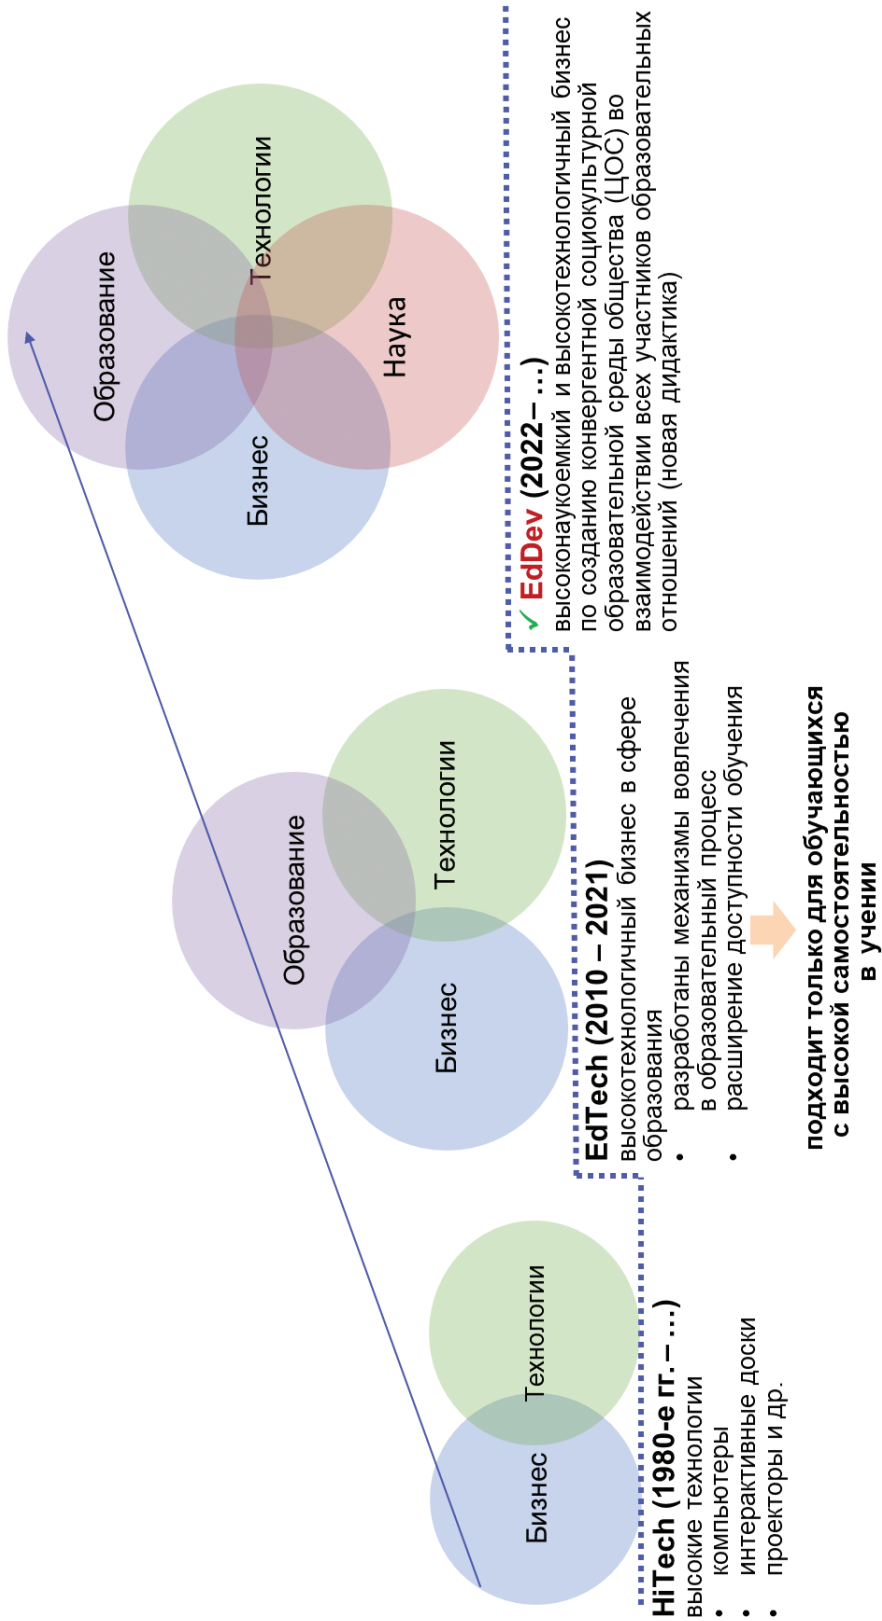 Бизнес
Технологии
HiTech (1980-е гг. – ...)
высокие технологии
• компьютеры
• интерактивные доски
• проекторы и др.
Образование
Бизнес
Технологии
EdTech (2010 – 2021)
высокотехнологичный бизнес в сфере
образования
• разработаны механизмы вовлечения
в образовательный процесс
• расширение доступности обучения
подходит только для обучающихся
с высокой самостоятельностью
в учении
Образование
Бизнес
Технологии
Наука
✓ EdDev (2022– ...)
высоконаукоемкий и высокотехнологичный бизнес
по созданию конвергентной социокультурной
образовательной среды общества (ЦОС) во
взаимодействии всех участников образовательных
отношений (новая дидактика)